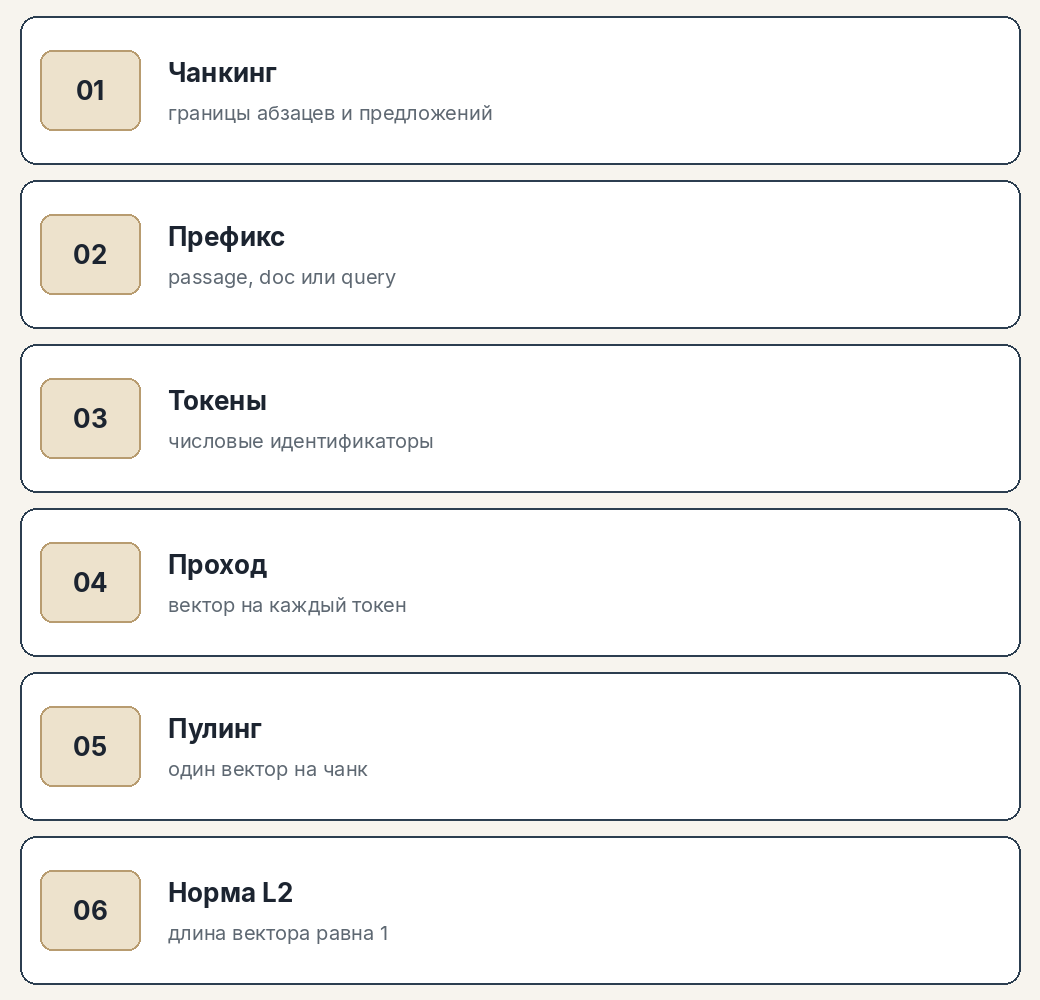 01
Чанкинг
границы абзацев и предложений
02
Префикс
passage, doc или query
03
Токены
числовые идентификаторы
04
Проход
вектор на каждый токен
05
Пулинг
один вектор на чанк
06
Норма L2
длина вектора равна 1